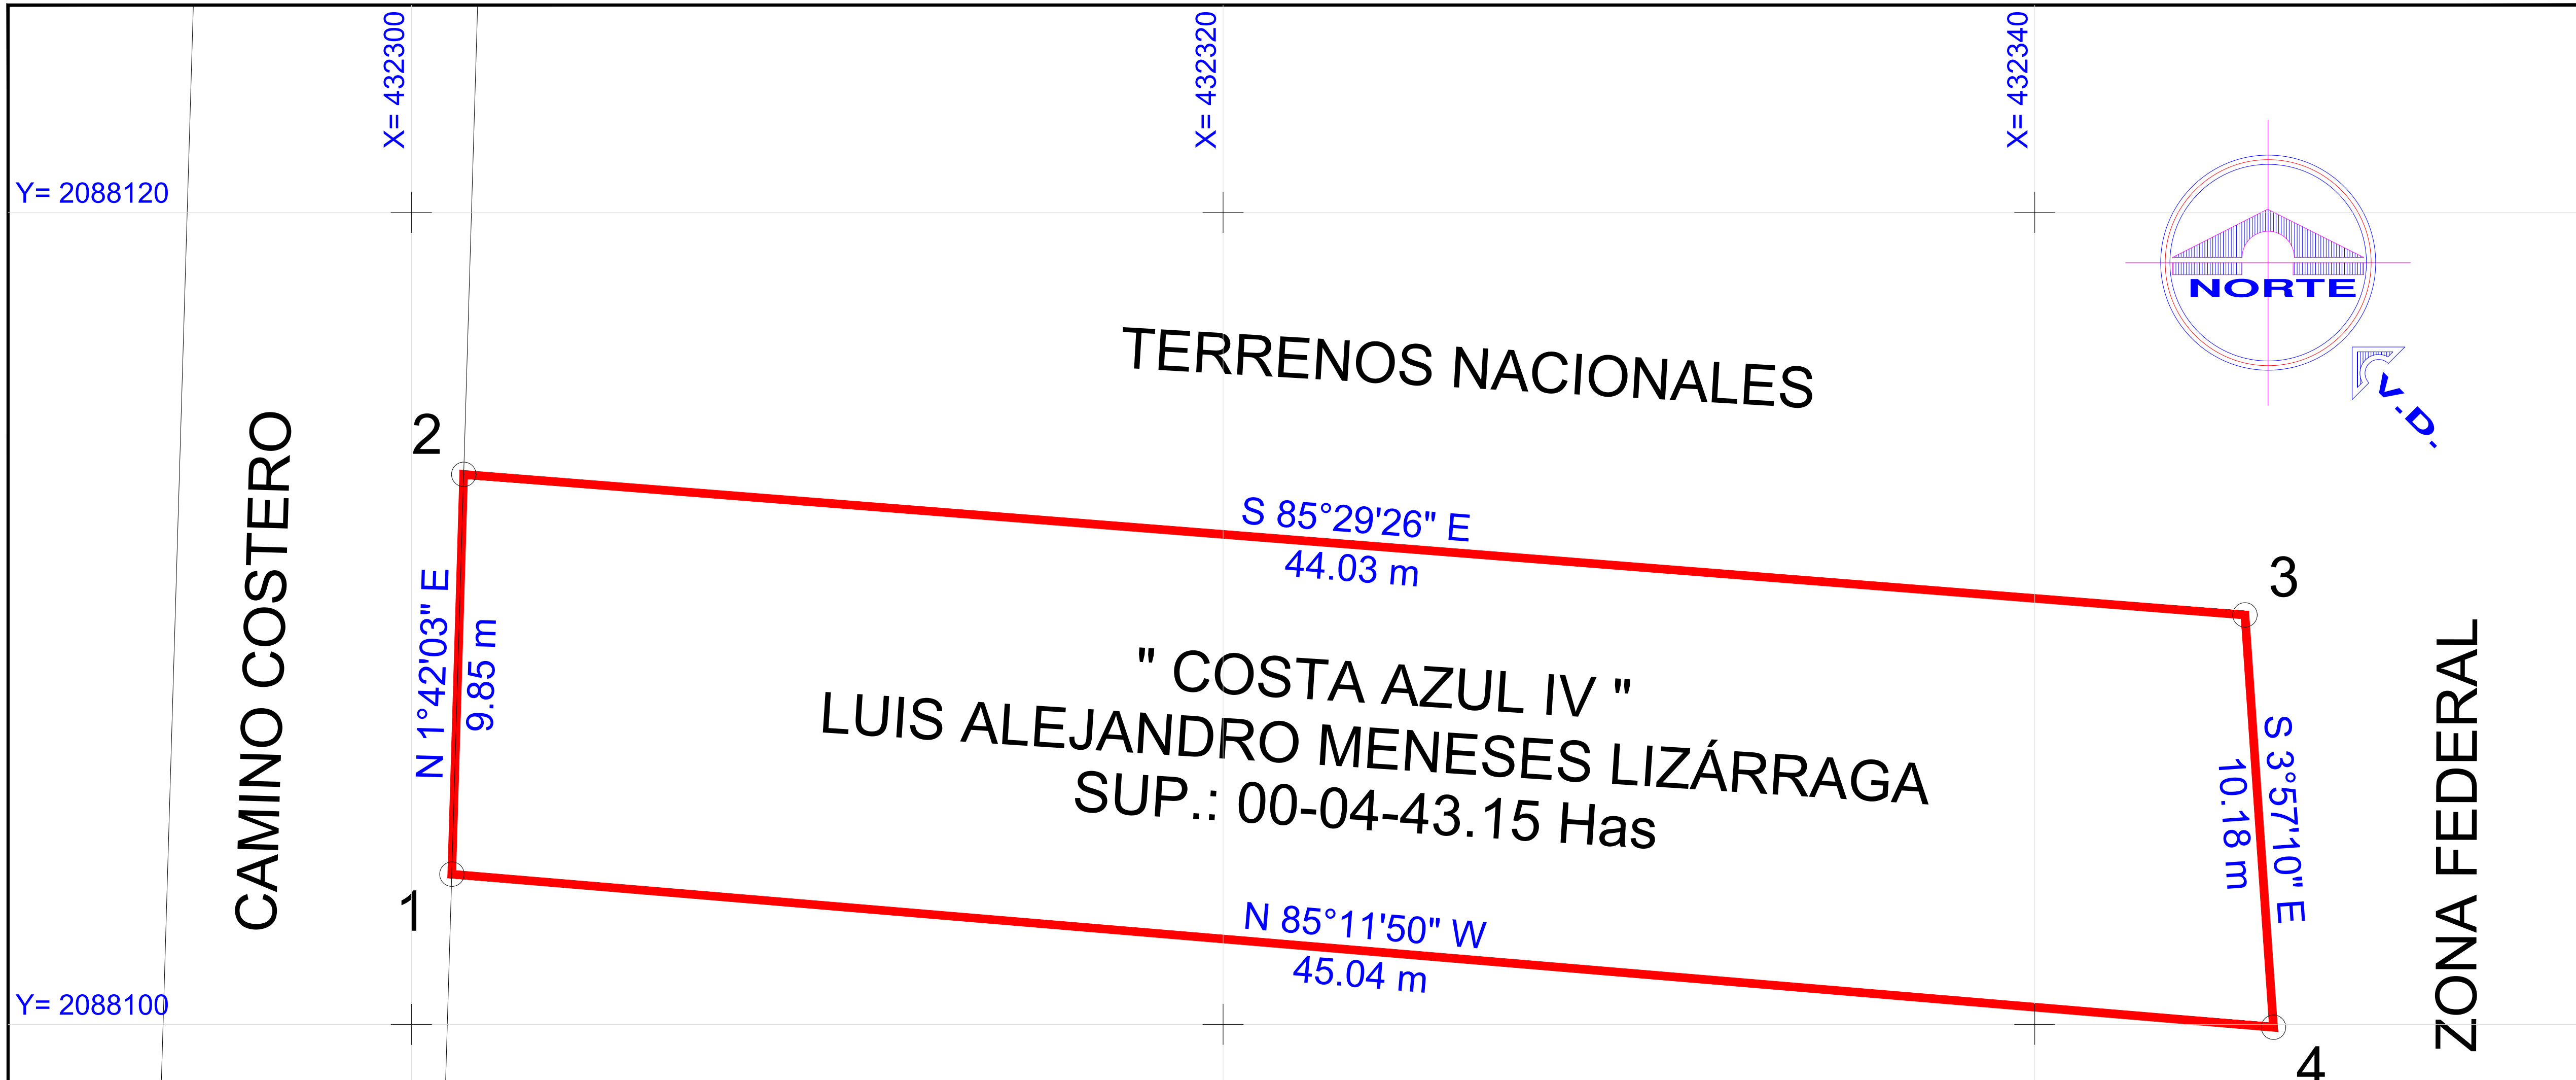 X= 432300
X= 432320
X= 432340
Y= 2088120
NORTE
V.D.
TERRENOS NACIONALES
2
S 85°29'26" E
44.03 m
3
CAMINO COSTERO
N 1°42'03" E
9.85 m
" COSTA AZUL IV "
LUIS ALEJANDRO MENESES LIZÁRRAGA
SUP.: 00-04-43.15 Has
S 3°57'10" E
10.18 m
ZONA FEDERAL
1
N 85°11'50" W
45.04 m
Y= 2088100
4